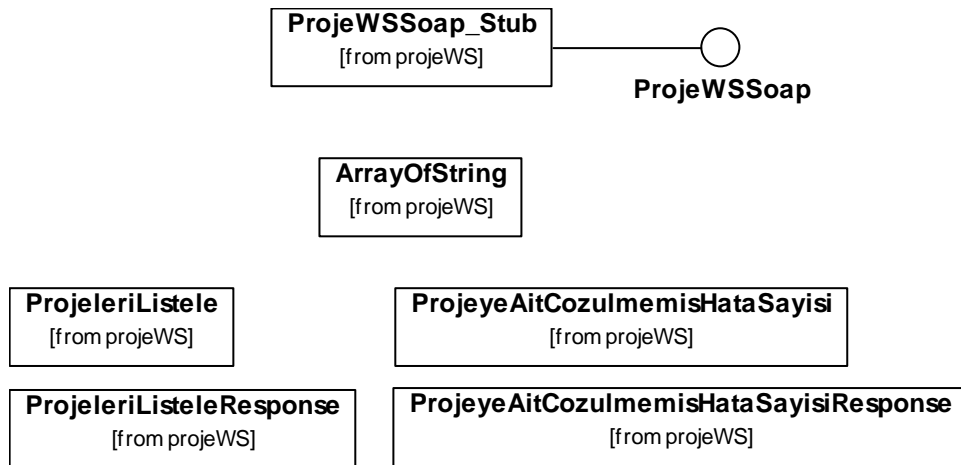 ProjeWSSoap_Stub
[from projeWS]
ProjeWSSoap
ArrayOfString
[from projeWS]
ProjeleriListele
[from projeWS]
ProjeyeAitCozulmemisHataSayisi
[from projeWS]
ProjeleriListeleResponse
[from projeWS]
ProjeyeAitCozulmemisHataSayisiResponse
[from projeWS]